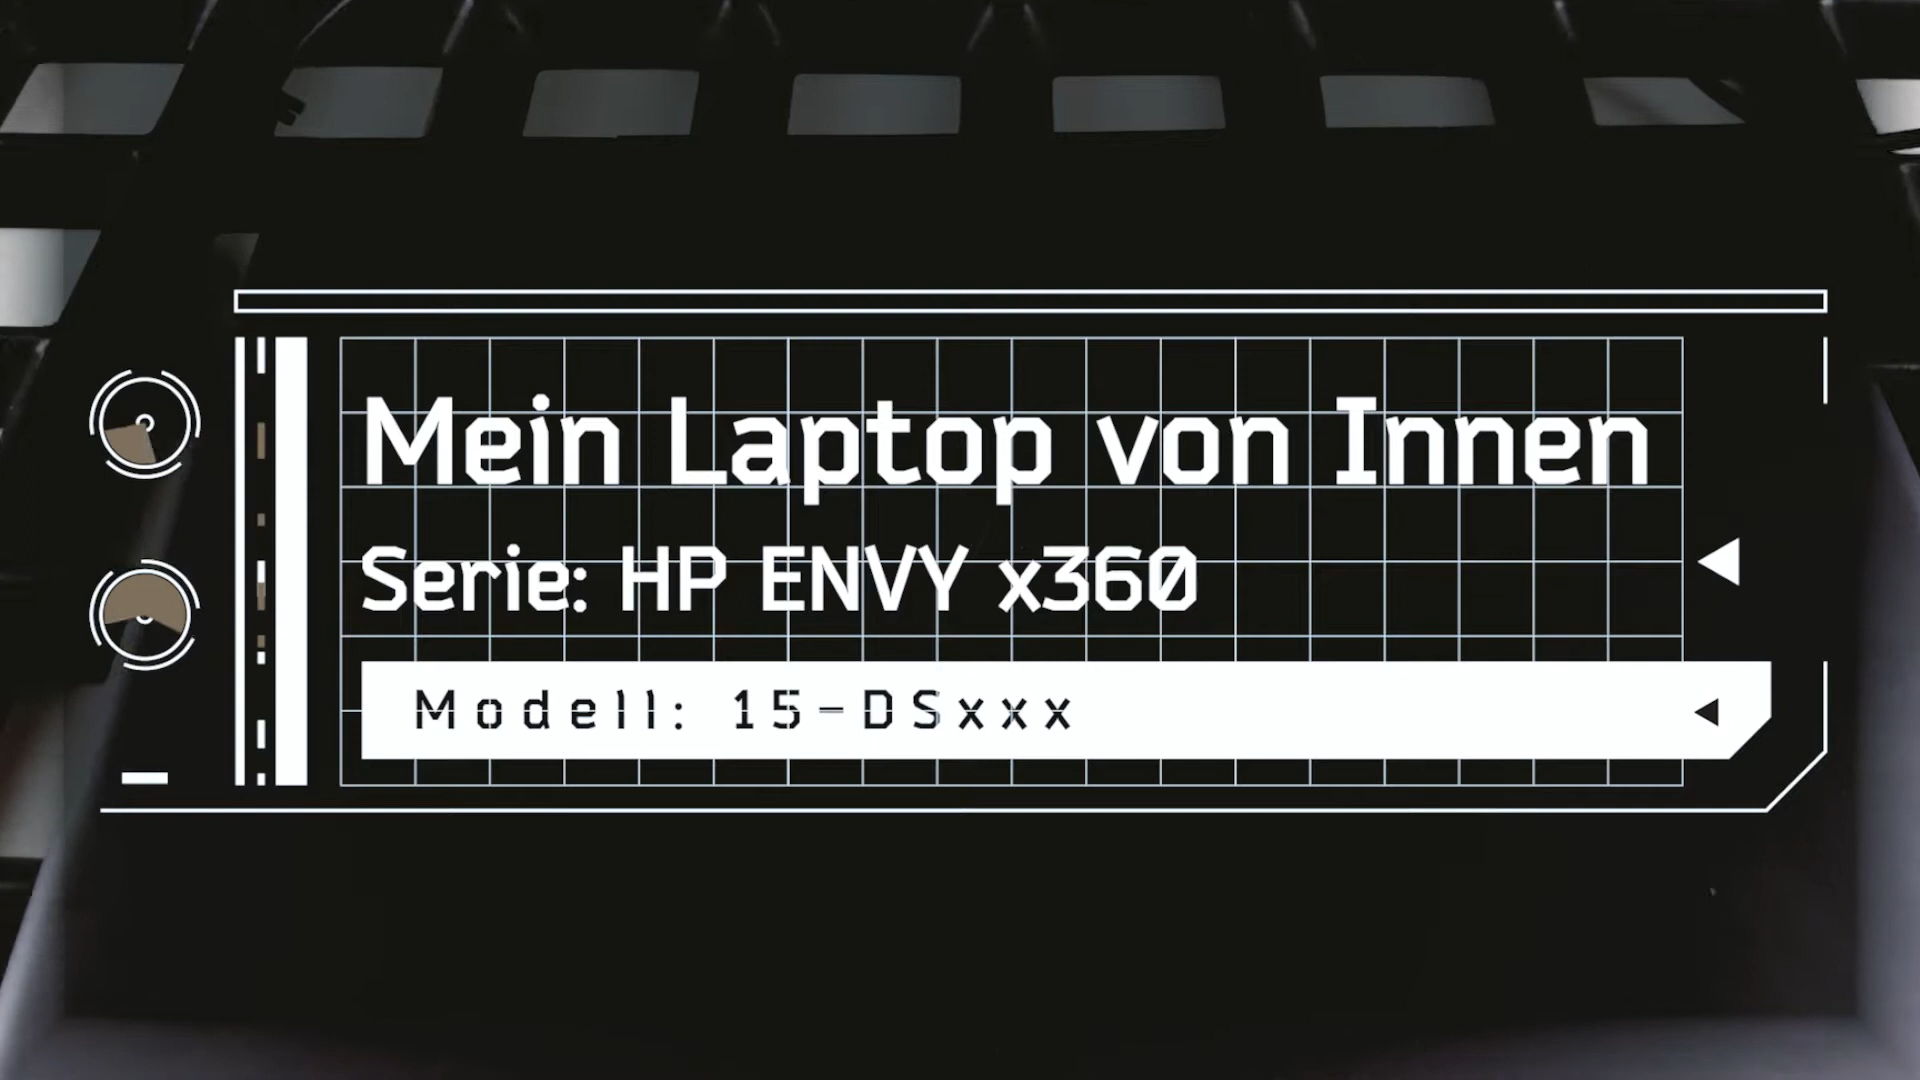 Mein Laptop von Innen
Serie: HP ENVY x360
Modell: 15-DSxxx